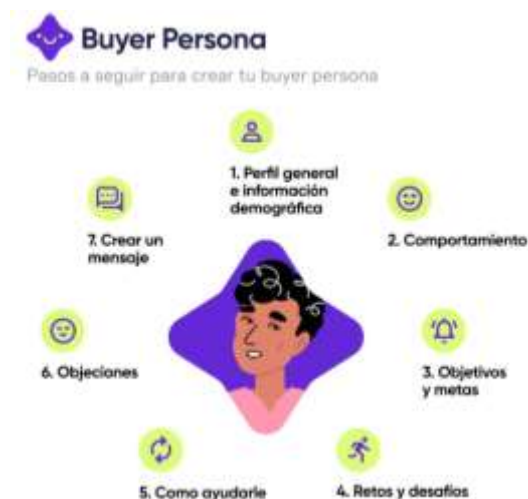 Buyer Persona
Pasos a seguir para crear tu buyer persona
1. Perfil general
e información
demográfica
2. Comportamiento
3. Objetivos
y metas
4. Retos y desafíos
5. Como ayudarle
6. Objeciones
7. Crear un
mensaje